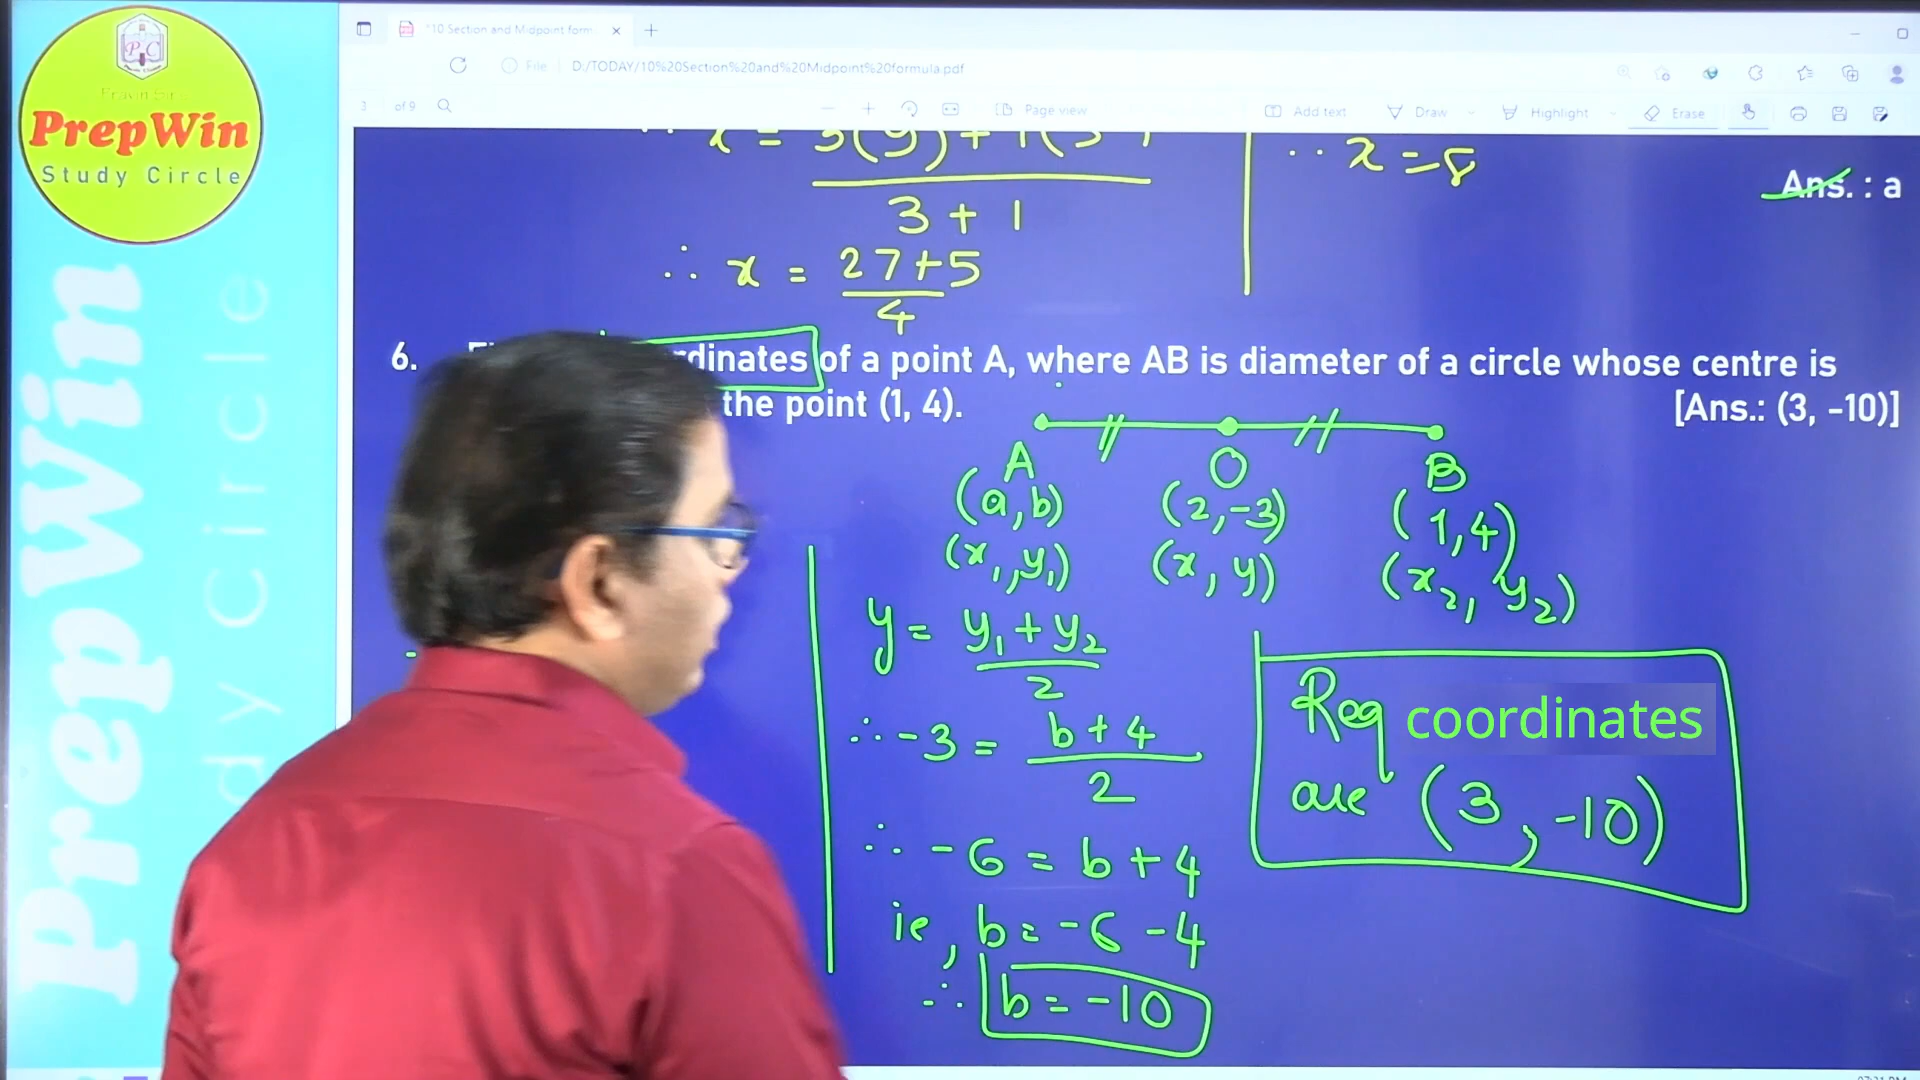 PrepWin
Study Circle
PrepWin
dy Circle
10 Section and Midpoint form
File D:/TODAY/10%20Section%20and%20Midpoint%20formula.pdf
3 of 9
Page view
Add text
Draw
Highlight
Erase
3 + 1
∴ x = 27+5
4
∴ x = 8
Ans. : a
6. dinates of a point A, where AB is diameter of a circle whose centre is
the point (1, 4). [Ans.: (3, -10)]
A O B
(a,b) (2,-3) (1,4)
(x₁,y₁) (x, y) (x₂, y₂)
y = y₁ + y₂
2
∴ -3 = b + 4
2
∴ -6 = b + 4
ie, b = -6 - 4
∴ b = -10
Req coordinates
are (3, -10)